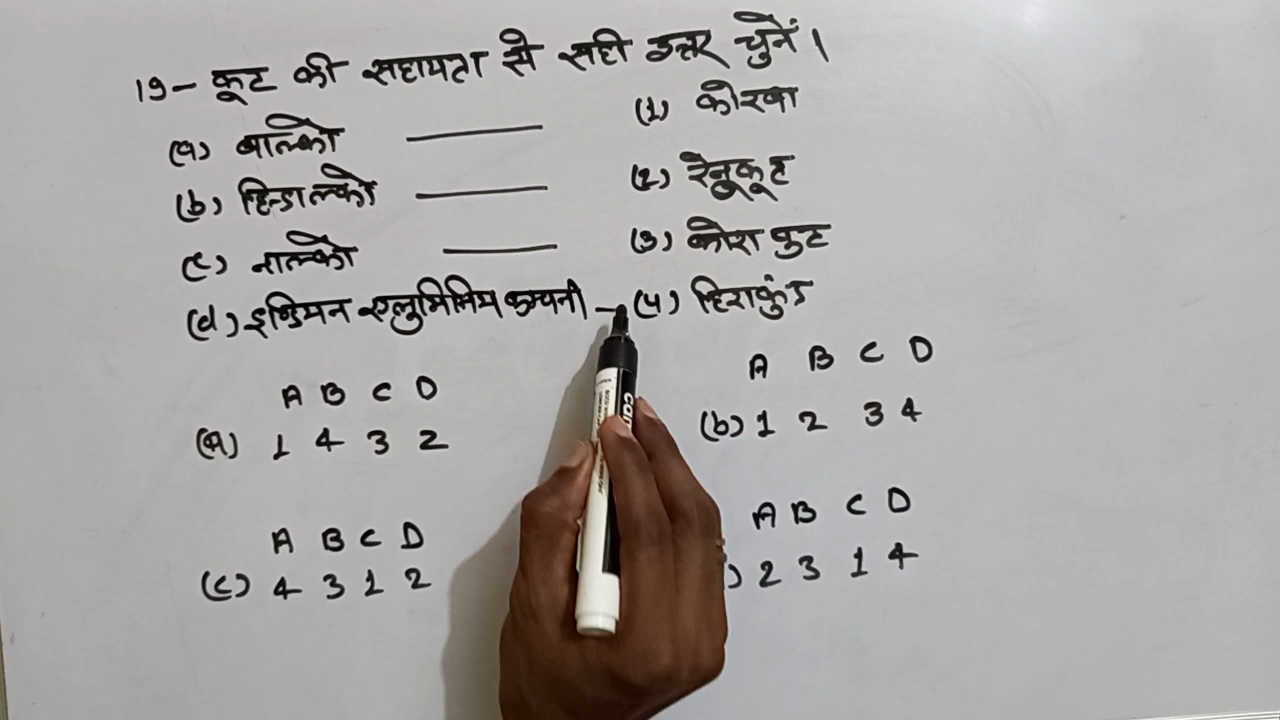 19- कूट की सहायता से सही उत्तर चुनें।
(a) बाल्को ——— (1) कोरबा
(b) हिन्डाल्को ——— (2) रेनूकूट
(c) नाल्को ——— (3) कोरापुट
(d) इण्डियन एलुमिनियम कम्पनी – (4) हिराकुंड
A B C D
(a) 1 4 3 2
A B C D
(b) 1 2 3 4
A B C D
(c) 4 3 1 2
A B C D
) 2 3 1 4